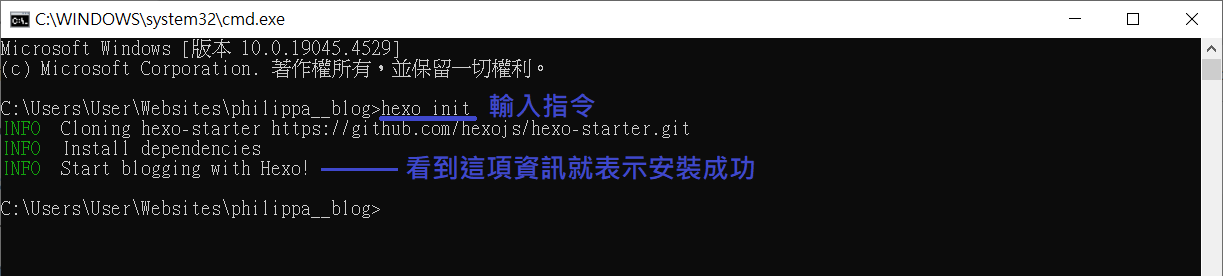 C:\WINDOWS\system32\cmd.exe
Microsoft Windows [版本 10.0.19045.4529]
(c) Microsoft Corporation. 著作權所有，並保留一切權利。
C:\Users\User\Websites\philippa__blog>hexo init 輸入指令
INFO  Cloning hexo-starter https://github.com/hexojs/hexo-starter.git
INFO  Install dependencies
INFO  Start blogging with Hexo! 看到這項資訊就表示安裝成功
C:\Users\User\Websites\philippa__blog>